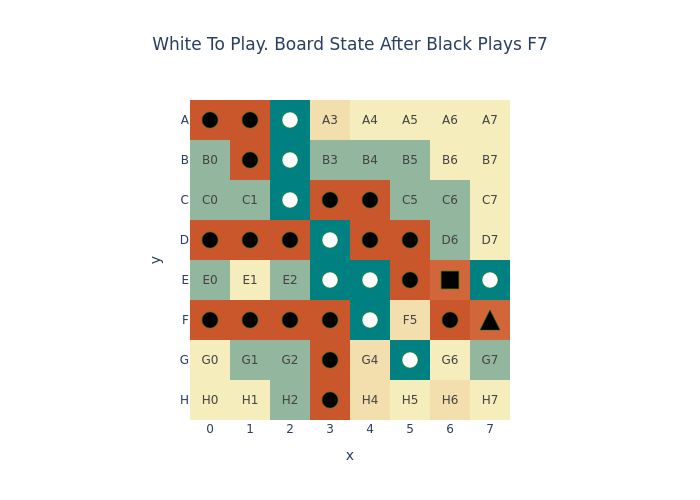 White To Play. Board State After Black Plays F7
A A3 A4 A5 A6 A7
B B0 B3 B4 B5 B6 B7
C C0 C1 C5 C6 C7
D D6 D7
E E0 E1 E2
F F5
G G0 G1 G2 G4 G6 G7
H H0 H1 H2 H4 H5 H6 H7
0 1 2 3 4 5 6 7
x
y